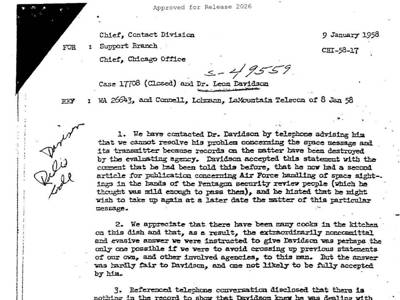 Approved for Release 2026
Chief, Contact Division
9 January 1958
FOR : Support Branch
CHI-58-17
Chief, Chicago Office
S-49559
Case 17708 (Closed) and Dr. Leon Davidson
REF : WA 26643, and Connell, Lohmann, LaMountain Telecon of 8 Jan 58
Davidson
1. We have contacted Dr. Davidson by telephone advising him
that we cannot resolve his problem concerning the space message and
its transmitter because records on the matter have been destroyed
by the evaluating agency. Davidson accepted this statement with the
comment that he had been told this before, that he now had a second
article for publication concerning Air Force handling of space sight-
ings in the hands of the Pentagon security review people (which he
thought was mild enough to pass them), and he hinted that he might
wish to take up again at a later date the matter of this particular
message.
2. We appreciate that there have been many cooks in the kitchen
on this dish and that, as a result, the extraordinarily noncommittal
and evasive answer we were instructed to give Davidson was perhaps the
only one possible if we were to avoid crossing up previous statements
of our own, and other involved agencies, to this man. But the answer
was hardly fair to Davidson, and one not likely to be fully accepted
by him.
3. Referenced telephone conversation disclosed that there is
nothing in the record to show that Davidson knew he was dealing with